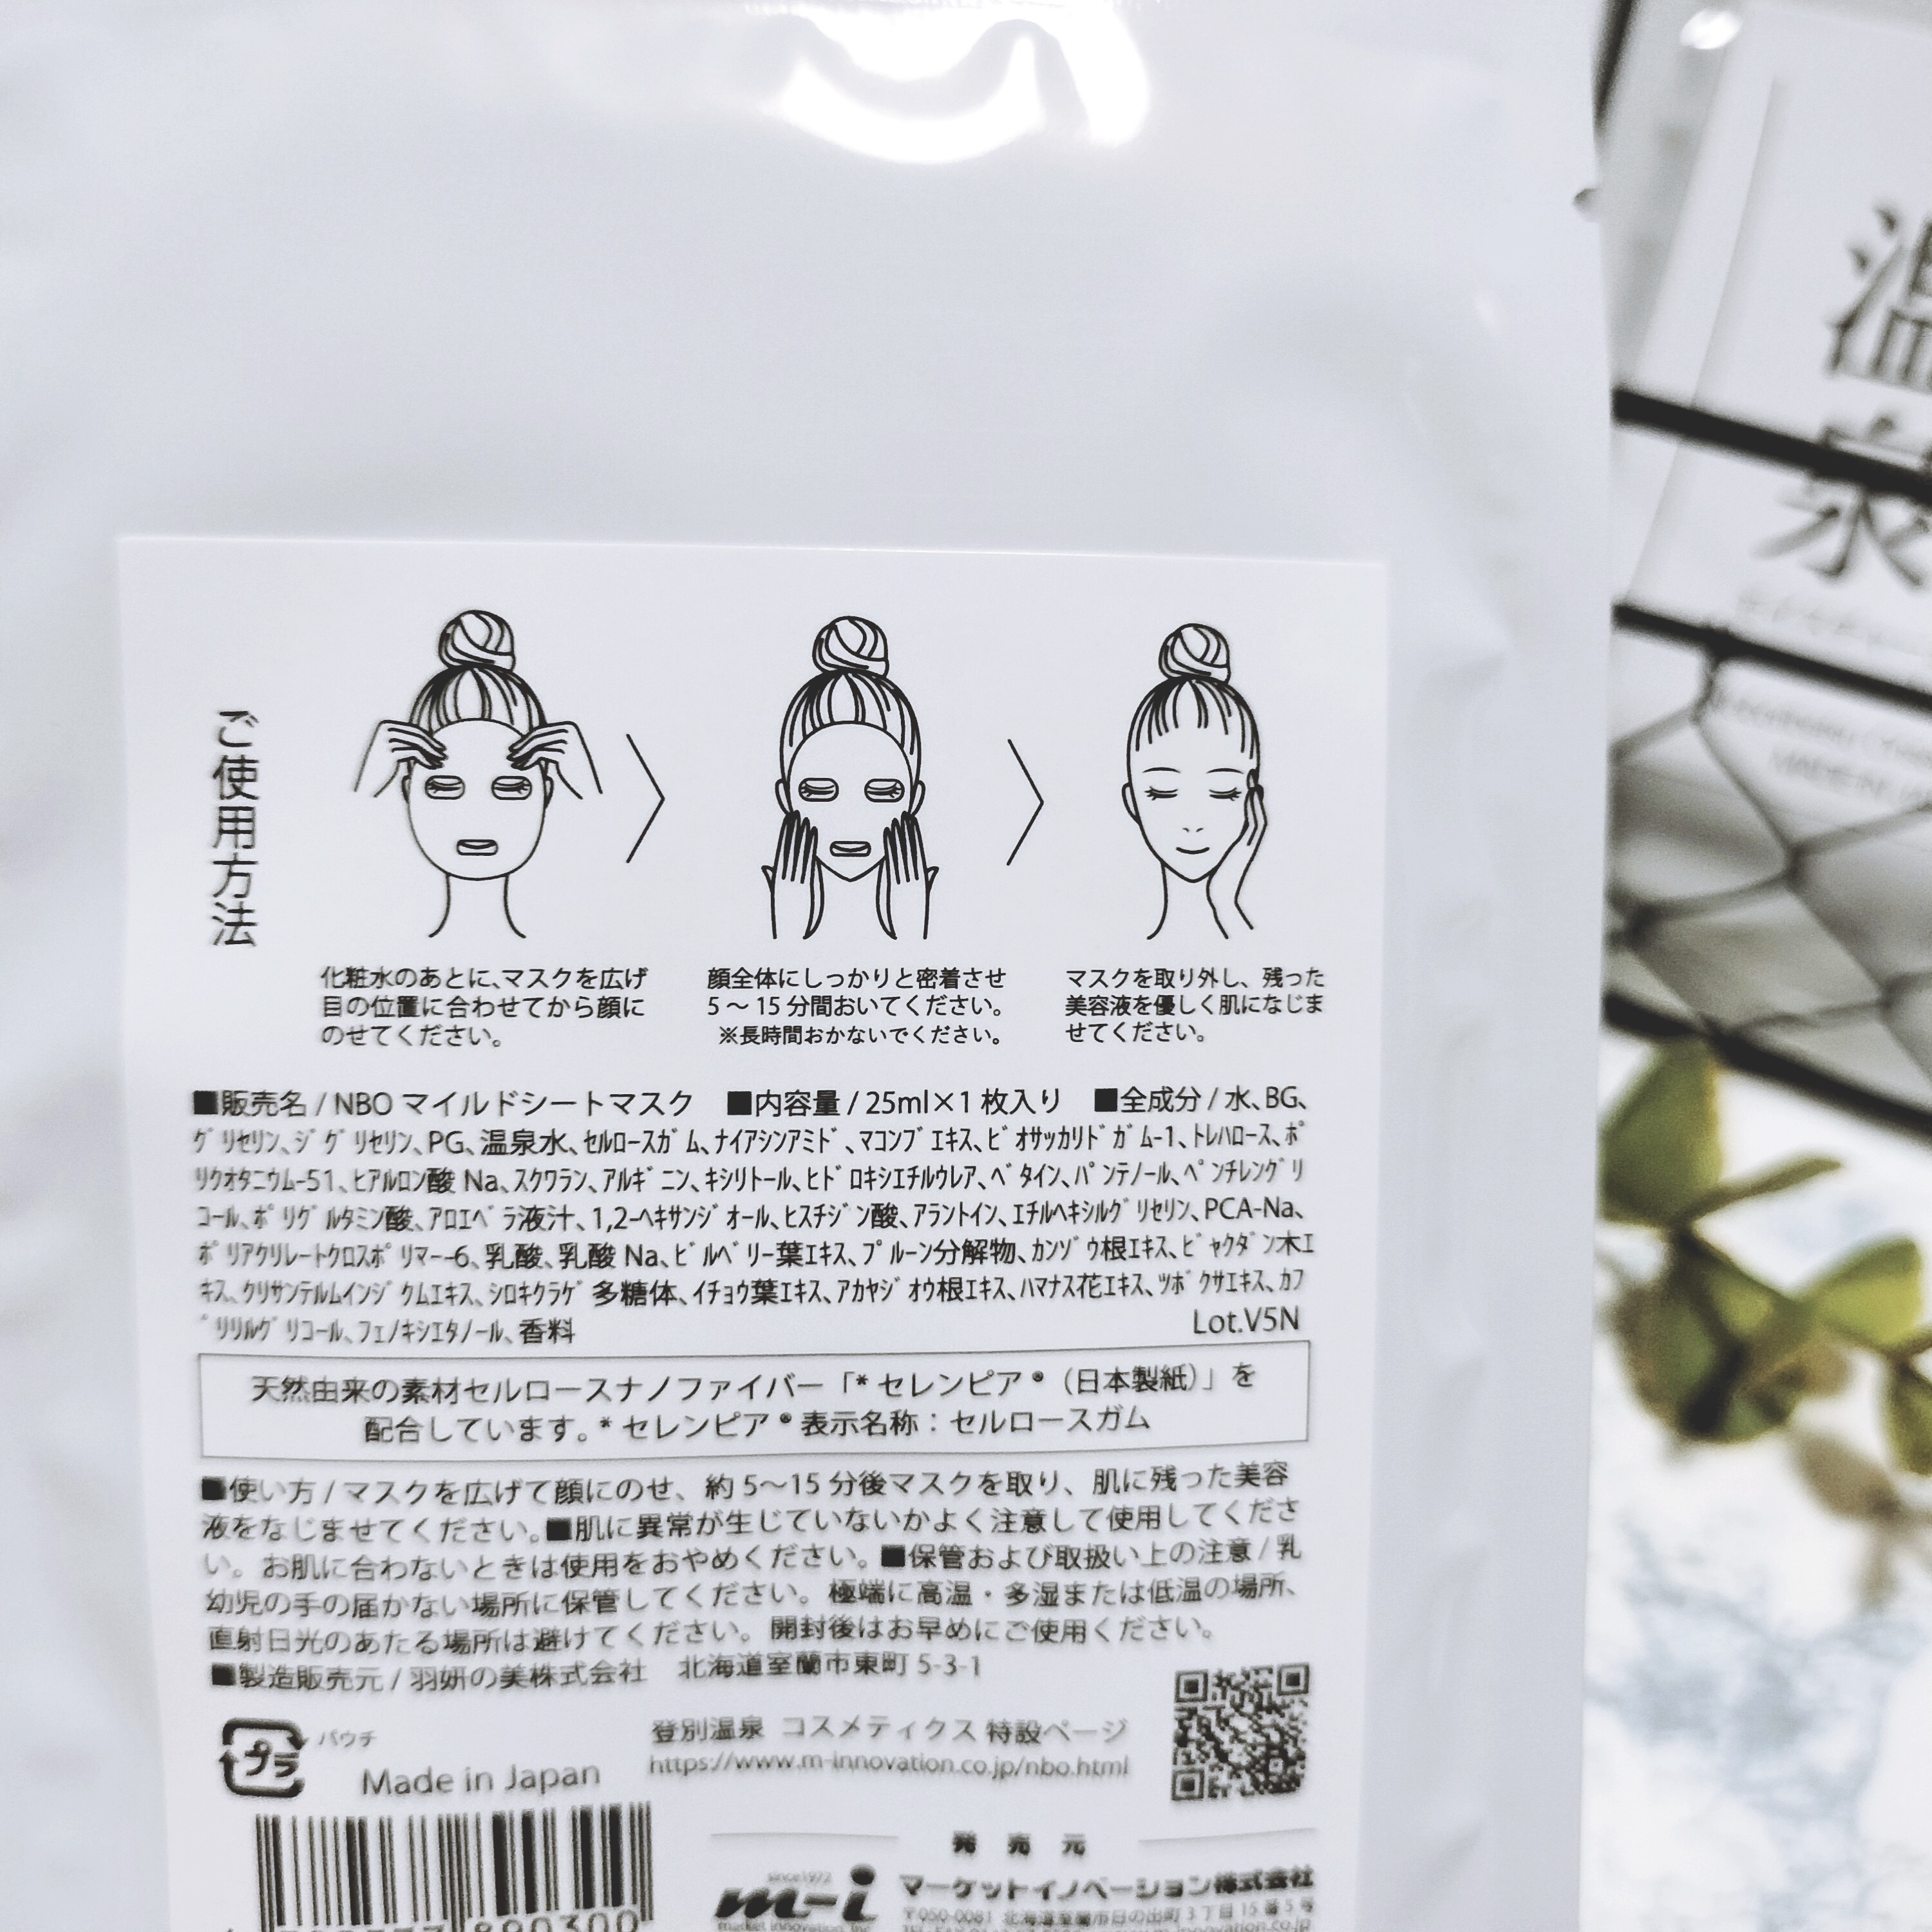 ご使用方法
化粧水のあとに、マスクを広げ
目の位置に合わせてから顔に
のせてください。
顔全体にしっかりと密着させ
5～15分間おいてください。
※長時間おかないでください。
マスクを取り外し、残った
美容液を優しく肌になじま
せてください。
■販売名 / NBO マイルドシートマスク　■内容量 / 25ml×1 枚入り　■全成分 / 水、BG、
ｸﾞﾘｾﾘﾝ、ｼﾞｸﾞﾘｾﾘﾝ、PG、温泉水、ｾﾙﾛｰｽｶﾞﾑ、ﾅｲｱｼﾝｱﾐﾄﾞ、ﾏｺﾝﾌﾞｴｷｽ、ﾋﾞｵｻｯｶﾘﾄﾞｶﾞﾑ-1、ﾄﾚﾊﾛｰｽ、ﾎﾟ
ﾘｸｵﾀﾆｳﾑ-51、ﾋｱﾙﾛﾝ酸 Na、ｽｸﾜﾗﾝ、ｱﾙｷﾞﾆﾝ、ｷｼﾘﾄｰﾙ、ﾋﾄﾞﾛｷｼｴﾁﾙｳﾚｱ、ﾍﾞﾀｲﾝ、ﾊﾟﾝﾃﾉｰﾙ、ﾍﾟﾝﾁﾚﾝｸﾞﾘ
ｺｰﾙ、ﾎﾟﾘｸﾞﾙﾀﾐﾝ酸、ｱﾛｴﾍﾞﾗ液汁、1,2-ﾍｷｻﾝｼﾞｵｰﾙ、ﾋｽﾁｼﾞﾝ酸、ｱﾗﾝﾄｲﾝ、ｴﾁﾙﾍｷｼﾙｸﾞﾘｾﾘﾝ、PCA-Na、
ﾎﾟﾘｱｸﾘﾚｰﾄｸﾛｽﾎﾟﾘﾏｰ-6、乳酸、乳酸 Na、ﾋﾞﾙﾍﾞﾘｰ葉ｴｷｽ、ﾌﾟﾙｰﾝ分解物、ｶﾝｿﾞｳ根ｴｷｽ、ﾋﾞｬｸﾀﾞﾝ木ｴ
ｷｽ、ｸﾘｻﾝﾃﾙﾑｲﾝｼﾞｸﾑｴｷｽ、ｼﾛｷｸﾗｹﾞ多糖体、ｲﾁｮｳ葉ｴｷｽ、ｱｶﾔｼﾞｵｳ根ｴｷｽ、ﾊﾏﾅｽ花ｴｷｽ、ﾂﾎﾞｸｻｴｷｽ、ｶﾌ
ﾟﾘﾘﾙｸﾞﾘｺｰﾙ、ﾌｪﾉｷｼｴﾀﾉｰﾙ、香料
Lot.V5N
天然由来の素材セルロースナノファイバー「* セレンピア®（日本製紙）」を
配合しています。* セレンピア® 表示名称：セルロースガム
■使い方 / マスクを広げて顔にのせ、約 5～15 分後マスクを取り、肌に残った美容
液をなじませてください。■肌に異常が生じていないかよく注意して使用してくださ
い。お肌に合わないときは使用をおやめください。■保管および取扱い上の注意 / 乳
幼児の手の届かない場所に保管してください。極端に高温・多湿または低温の場所、
直射日光のあたる場所は避けてください。開封後はお早めにご使用ください。
■製造販売元 / 羽妍の美株式会社　北海道室蘭市東町 5-3-1
プラ
パウチ
Made in Japan
登別温泉 コスメティクス 特設ページ
https://www.m-innovation.co.jp/nbo.html
発売元
since1972
m-i
market innovation, inc
マーケットイノベーション株式会社
〒050-0081 北海道室蘭市日の出町3丁目15番5号
温泉
MADE IN